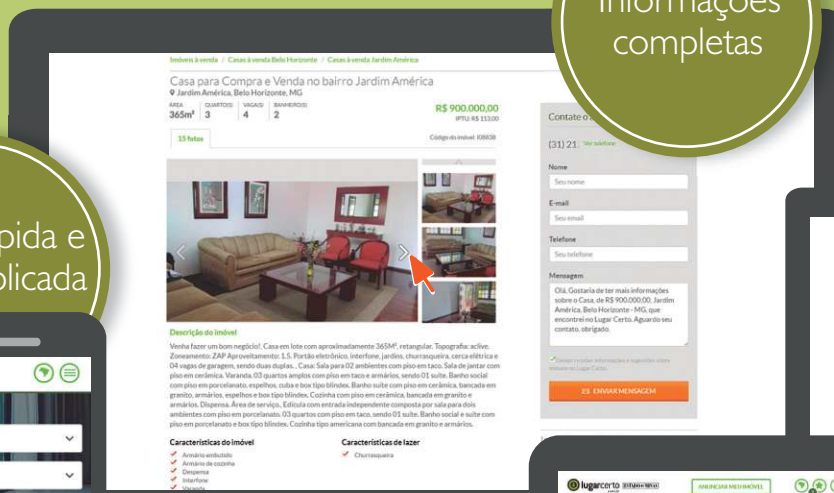 Informações
completas
pida e
plicada
Imóveis à venda / Casas à venda Belo Horizonte / Casas à venda Jardim América
Casa para Compra e Venda no bairro Jardim América
Jardim América, Belo Horizonte, MG
ÁREA QUARTO(S) VAGA(S) BANHEIRO(S)
365m² 3 4 2
R$ 900.000,00
IPTU: R$ 113,00
15 fotos
Código do imóvel: I08838
Descrição do imóvel
Venha fazer um bom negócio!, Casa em lote com aproximadamente 365M², retangular. Topografia: aclive.
Zoneamento: ZAP Aproveitamento: 1.5. Portão eletrônico, interfone, jardins, churrasqueira, cerca elétrica e
04 vagas de garagem, sendo duas duplas. , Casa: Sala para 02 ambientes com piso em taco. Sala de jantar com
piso em cerâmica. Varanda. 03 quartos amplos com piso em taco e armários, sendo 01 suíte. Banho social
com piso em porcelanato, espelhos, cuba e box tipo blindex. Banho suíte com piso em cerâmica, bancada em
granito, armários, espelhos e box tipo blindex. Cozinha com piso em cerâmica, bancada em granito e
armários. Dispensa. Área de serviço., Edícula com entrada independente composta por sala para dois
ambientes com piso em porcelanato. 03 quartos com piso em taco, sendo 01 suíte. Banho social e suíte com
piso em porcelanato e box tipo blindex. Cozinha tipo americana com bancada em granito e armários.
Características do imóvel
Armário embutido
Armário de cozinha
Despensa
Interfone
Varanda
Características de lazer
Churrasqueira
Contate o
(31) 21 Ver telefone
Nome
Seu nome
E-mail
Seu email
Telefone
Seu telefone
Mensagem
Olá, Gostaria de ter mais informações
sobre o Casa, de R$ 900.000,00, Jardim
América, Belo Horizonte - MG, que
encontrei no Lugar Certo. Aguardo seu
contato, obrigado.
Desejo receber informações e sugestões sobre
imóveis do Lugar Certo.
ENVIAR MENSAGEM
lugarcerto ESTADO DE MINAS
ANUNCIAR MEU IMÓVEL